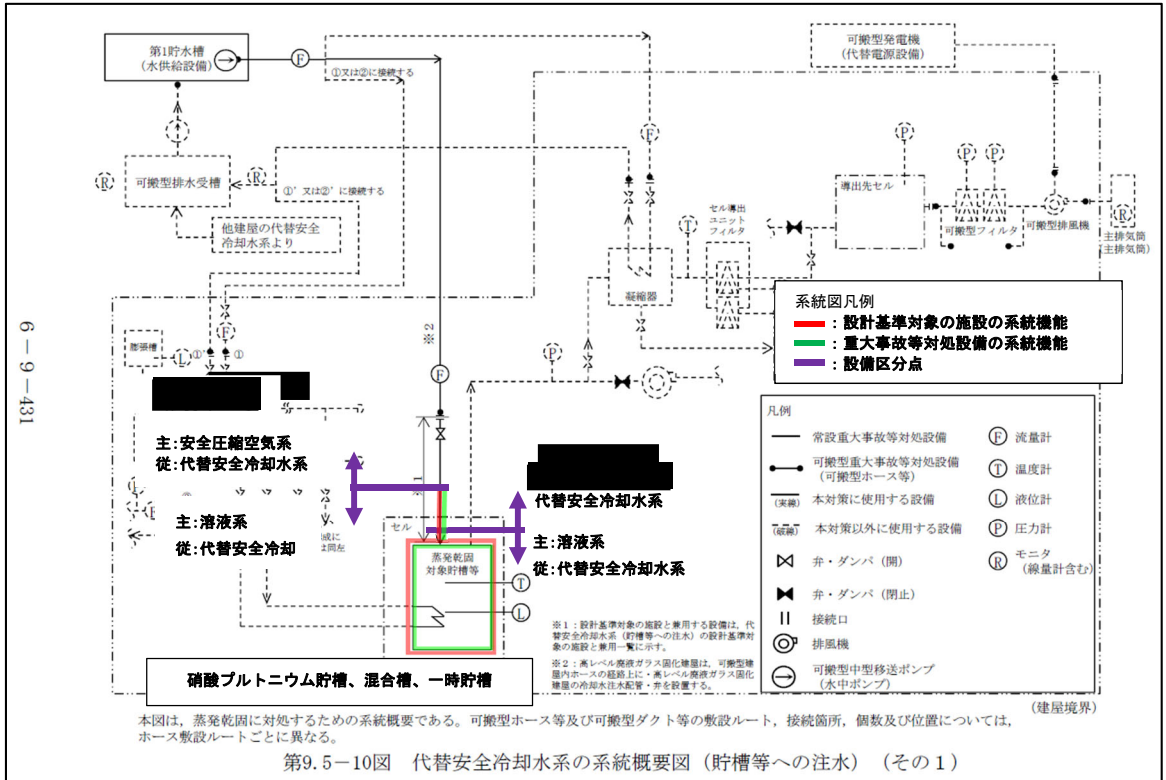 第1貯水槽
(水供給設備)
F
①又は②に接続する
可搬型発電機
(代替電源設備)
R
可搬型排水受槽
R
①’又は②’に接続する
他建屋の代替安全
冷却水系より
F
T
セル導出
ユニット
フィルタ
凝縮器
P
導出先セル
P
P
可搬型フィルタ
可搬型排風機
R
主排気筒
(主排気筒)
6-9-431
膨張槽
L
①’
F
①
※2
F
P
系統図凡例
:設計基準対象の施設の系統機能
:重大事故等対処設備の系統機能
:設備区分点
主:安全圧縮空気系
従:代替安全冷却水系
※1
代替安全冷却水系
主:溶液系
従:代替安全冷却
成に
は同左
セル
主:溶液系
従:代替安全冷却水系
蒸発乾固
対象貯槽等
T
L
凡例
常設重大事故等対処設備
可搬型重大事故等対処設備
(可搬型ホース等)
(実線)
本対策に使用する設備
(破線)
本対策以外に使用する設備
弁・ダンパ(開)
弁・ダンパ(閉止)
接続口
排風機
可搬型中型移送ポンプ
(水中ポンプ)
F 流量計
T 温度計
L 液位計
P 圧力計
R モニタ
(線量計含む)
※1:設計基準対象の施設と兼用する設備は,代
替安全冷却水系(貯槽等への注水)の設計基準対
象の施設と兼用一覧に示す。
※2:高レベル廃液ガラス固化建屋は,可搬型建
屋内ホースの経路上に・高レベル廃液ガラス固化
建屋の冷却水注水配管・弁を設置する。
硝酸プルトニウム貯槽、混合槽、一時貯槽
(建屋境界)
本図は,蒸発乾固に対処するための系統概要である。可搬型ホース等及び可搬型ダクト等の敷設ルート,接続箇所,個数及び位置については,
ホース敷設ルートごとに異なる。
第9.5-10図 代替安全冷却水系の系統概要図(貯槽等への注水)(その1)